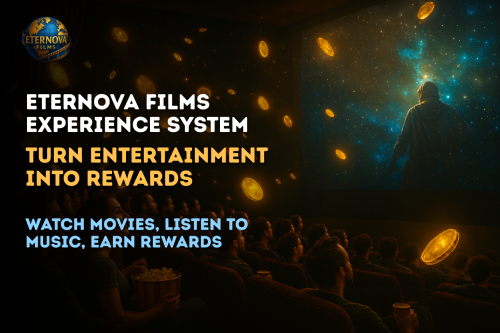 ETERNOVA
FILMS
ETERNOVA FILMS
EXPERIENCE SYSTEM
TURN ENTERTAINMENT
INTO REWARDS
WATCH MOVIES, LISTEN TO
MUSIC, EARN REWARDS